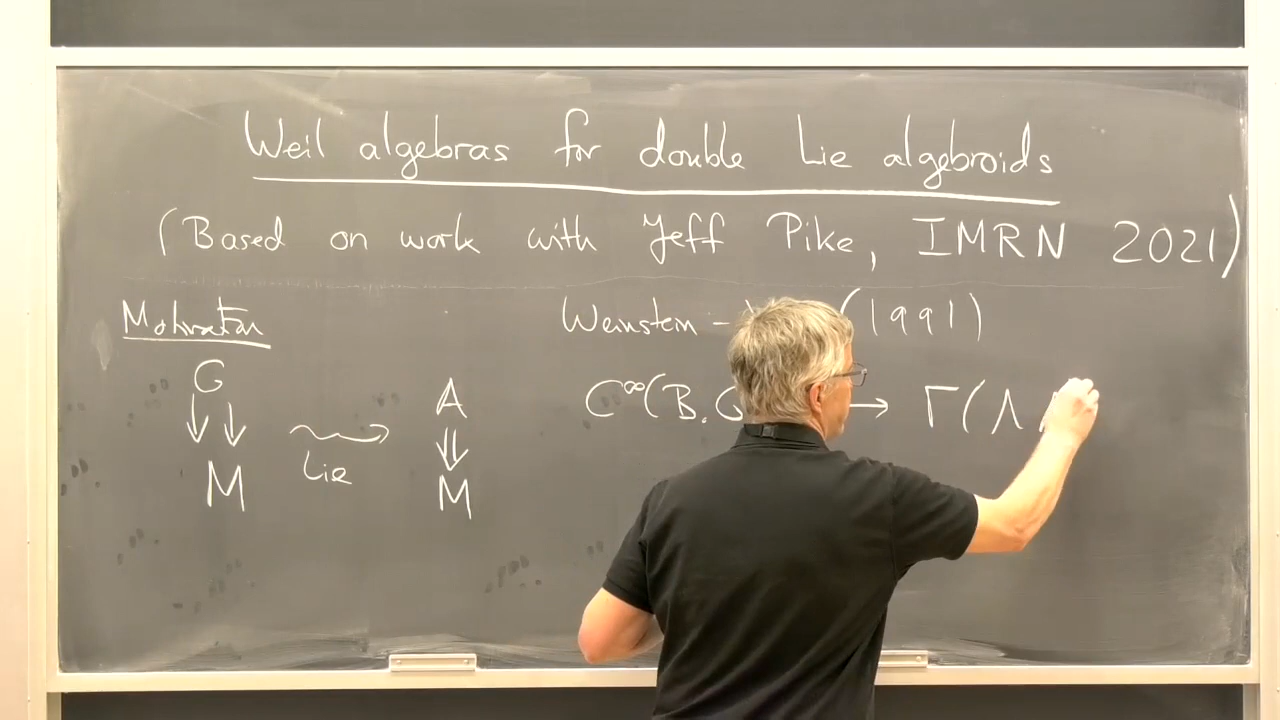 Weil algebras for double Lie algebroids
(Based on work with Jeff Pike, IMRN 2021)
Motivation
G
M
Lie
A
M
Weinstein - (1991)
C^∞(B.G → Γ(Λ